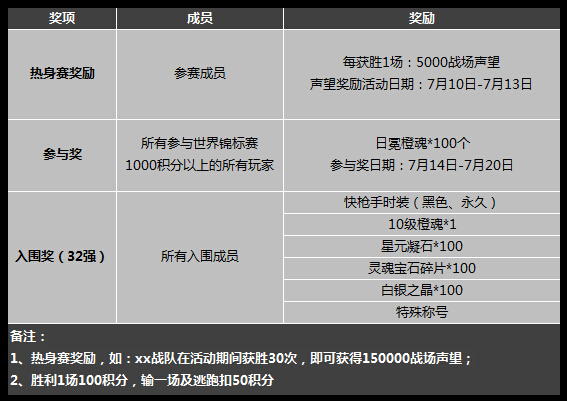 奖项 成员 奖励
热身赛奖励 参赛成员 每获胜1场：5000战场声望
声望奖励活动日期：7月10日-7月13日
参与奖 所有参与世界锦标赛 日冕橙魂*100个
1000积分以上的所有玩家 参与奖日期：7月14日-7月20日
入围奖（32强） 所有入围成员 快枪手时装（黑色、永久）
10级橙魂*1
星元凝石*100
灵魂宝石碎片*100
白银之晶*100
特殊称号
备注：
1、热身赛奖励，如：xx战队在活动期间获胜30次，即可获得150000战场声望；
2、胜利1场100积分，输一场及逃跑扣50积分